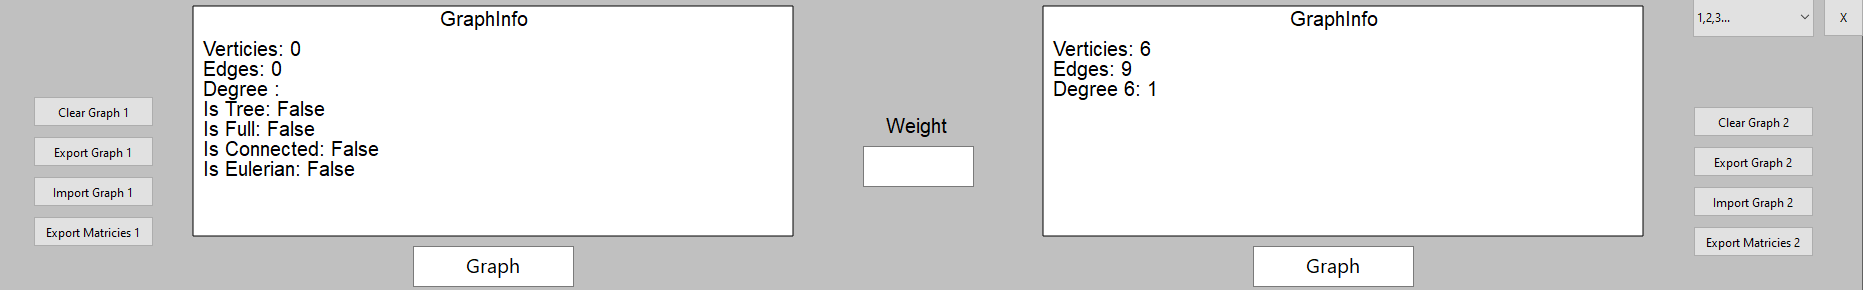 GraphInfo
Verticies: 0
Edges: 0
Degree :
Is Tree: False
Is Full: False
Is Connected: False
Is Eulerian: False
Clear Graph 1
Export Graph 1
Import Graph 1
Export Matricies 1
Graph
Weight
GraphInfo
Verticies: 6
Edges: 9
Degree 6: 1
Graph
1,2,3...
X
Clear Graph 2
Export Graph 2
Import Graph 2
Export Matricies 2